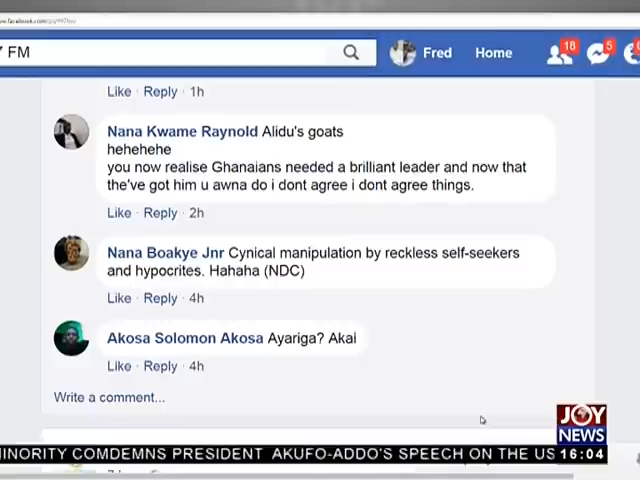 7 FM
Fred
Home
18
5
Like · Reply · 1h
Nana Kwame Raynold Alidu's goats
hehehehe
you now realise Ghanaians needed a brilliant leader and now that
the've got him u awna do i dont agree i dont agree things.
Like · Reply · 2h
Nana Boakye Jnr Cynical manipulation by reckless self-seekers
and hypocrites. Hahaha (NDC)
Like · Reply · 4h
Akosa Solomon Akosa Ayariga? Akai
Like · Reply · 4h
Write a comment...
JOY
NEWS
INORITY COMDEMNS PRESIDENT AKUFO-ADDO'S SPEECH ON THE US
16:04